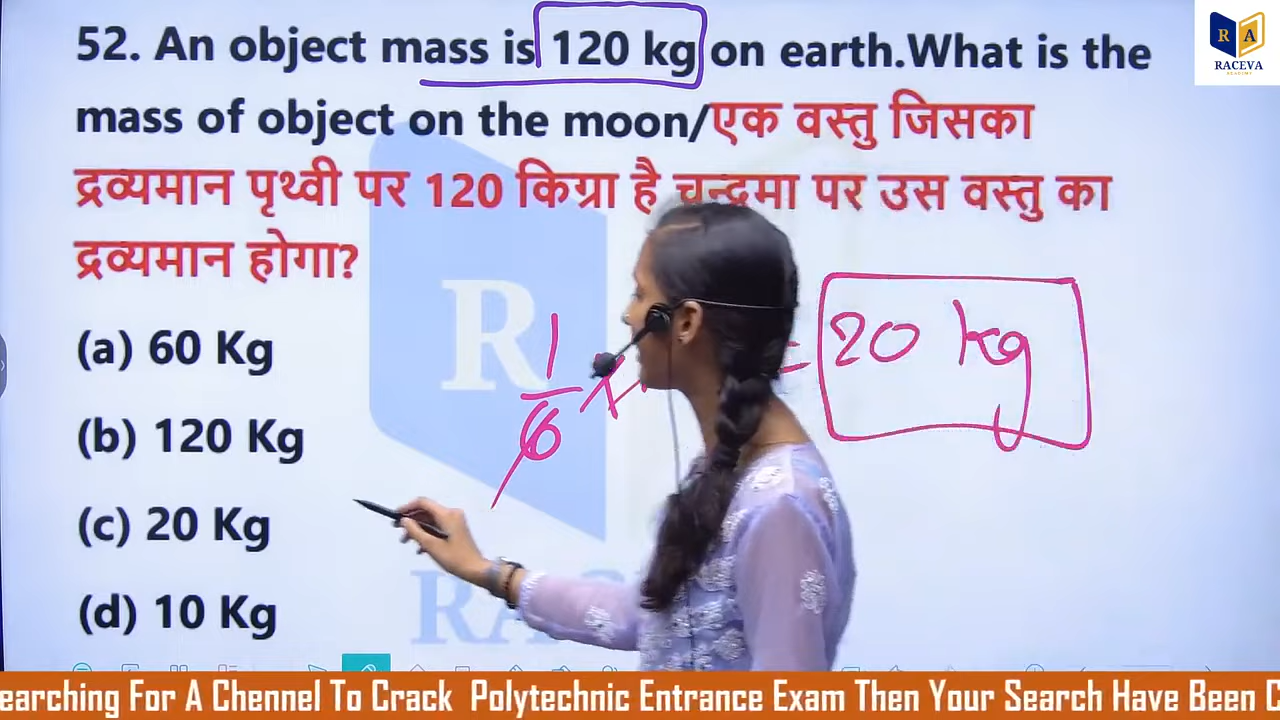 52. An object mass is 120 kg on earth.What is the
mass of object on the moon/एक वस्तु जिसका
द्रव्यमान पृथ्वी पर 120 किग्रा है चन्द्रमा पर उस वस्तु का
द्रव्यमान होगा?
(a) 60 Kg
(b) 120 Kg
(c) 20 Kg
(d) 10 Kg
1
6
= 20 kg
R
RA
R A
RACEVA
ACADEMY
earching For A Chennel To Crack Polytechnic Entrance Exam Then Your Search Have Been C